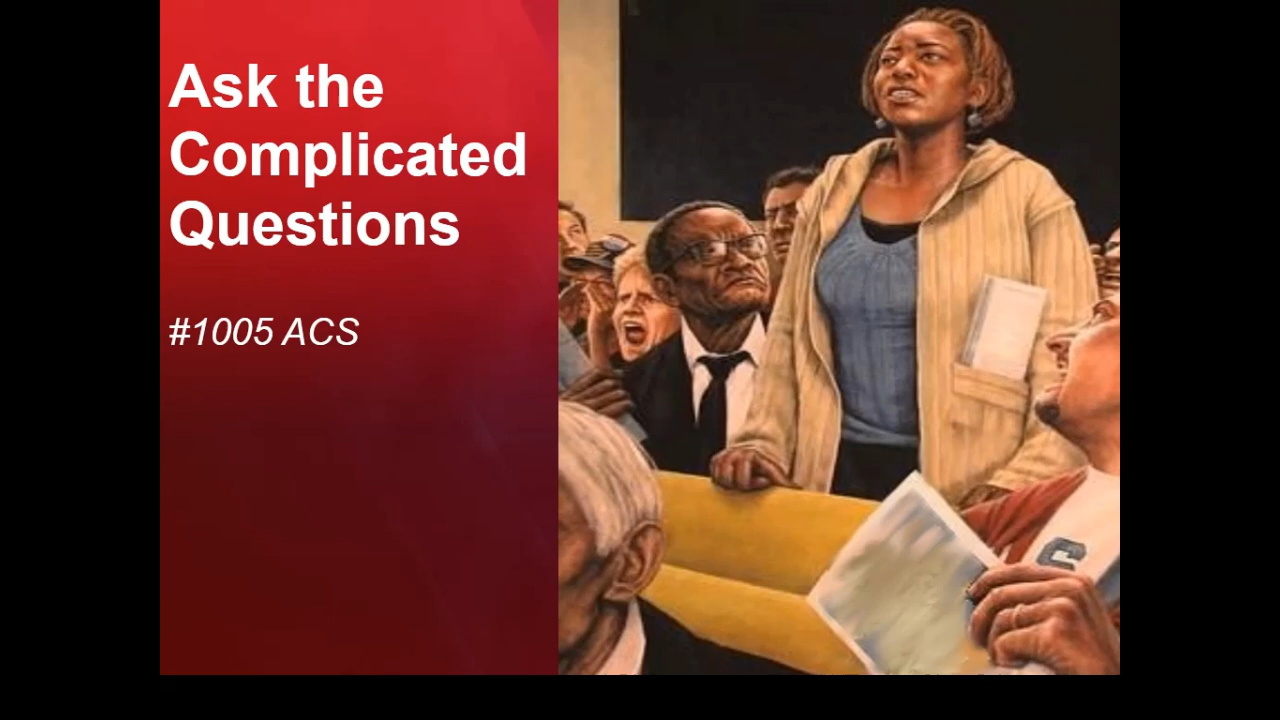 Ask the
Complicated
Questions
#1005 ACS
G